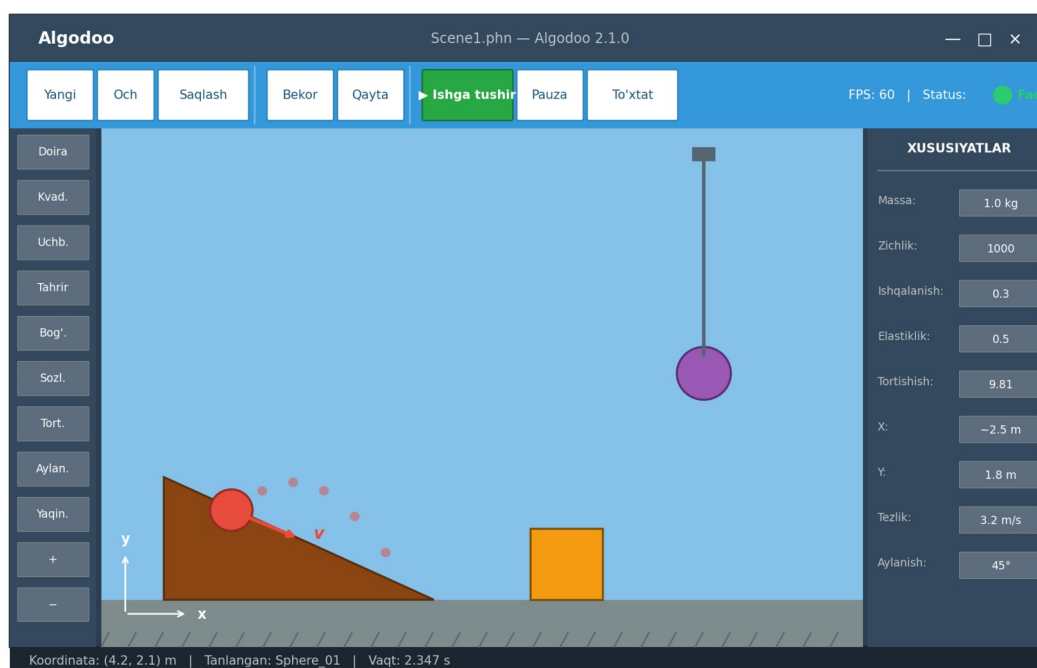 Algodoo Scene1.phn — Algodoo 2.1.0 — □ ×
Yangi Och Saqlash Bekor Qayta ▶ Ishga tushir Pauza To'xtat FPS: 60 | Status:
Doira
Kvad.
Uchb.
Tahrir
Bog'.
Sozl.
Tort.
Aylan.
Yaqin.
+
−
v
y
x
XUSUSIYATLAR
Massa: 1.0 kg
Zichlik: 1000
Ishqalanish: 0.3
Elastiklik: 0.5
Tortishish: 9.81
X: −2.5 m
Y: 1.8 m
Tezlik: 3.2 m/s
Aylanish: 45°
Koordinata: (4.2, 2.1) m | Tanlangan: Sphere_01 | Vaqt: 2.347 s